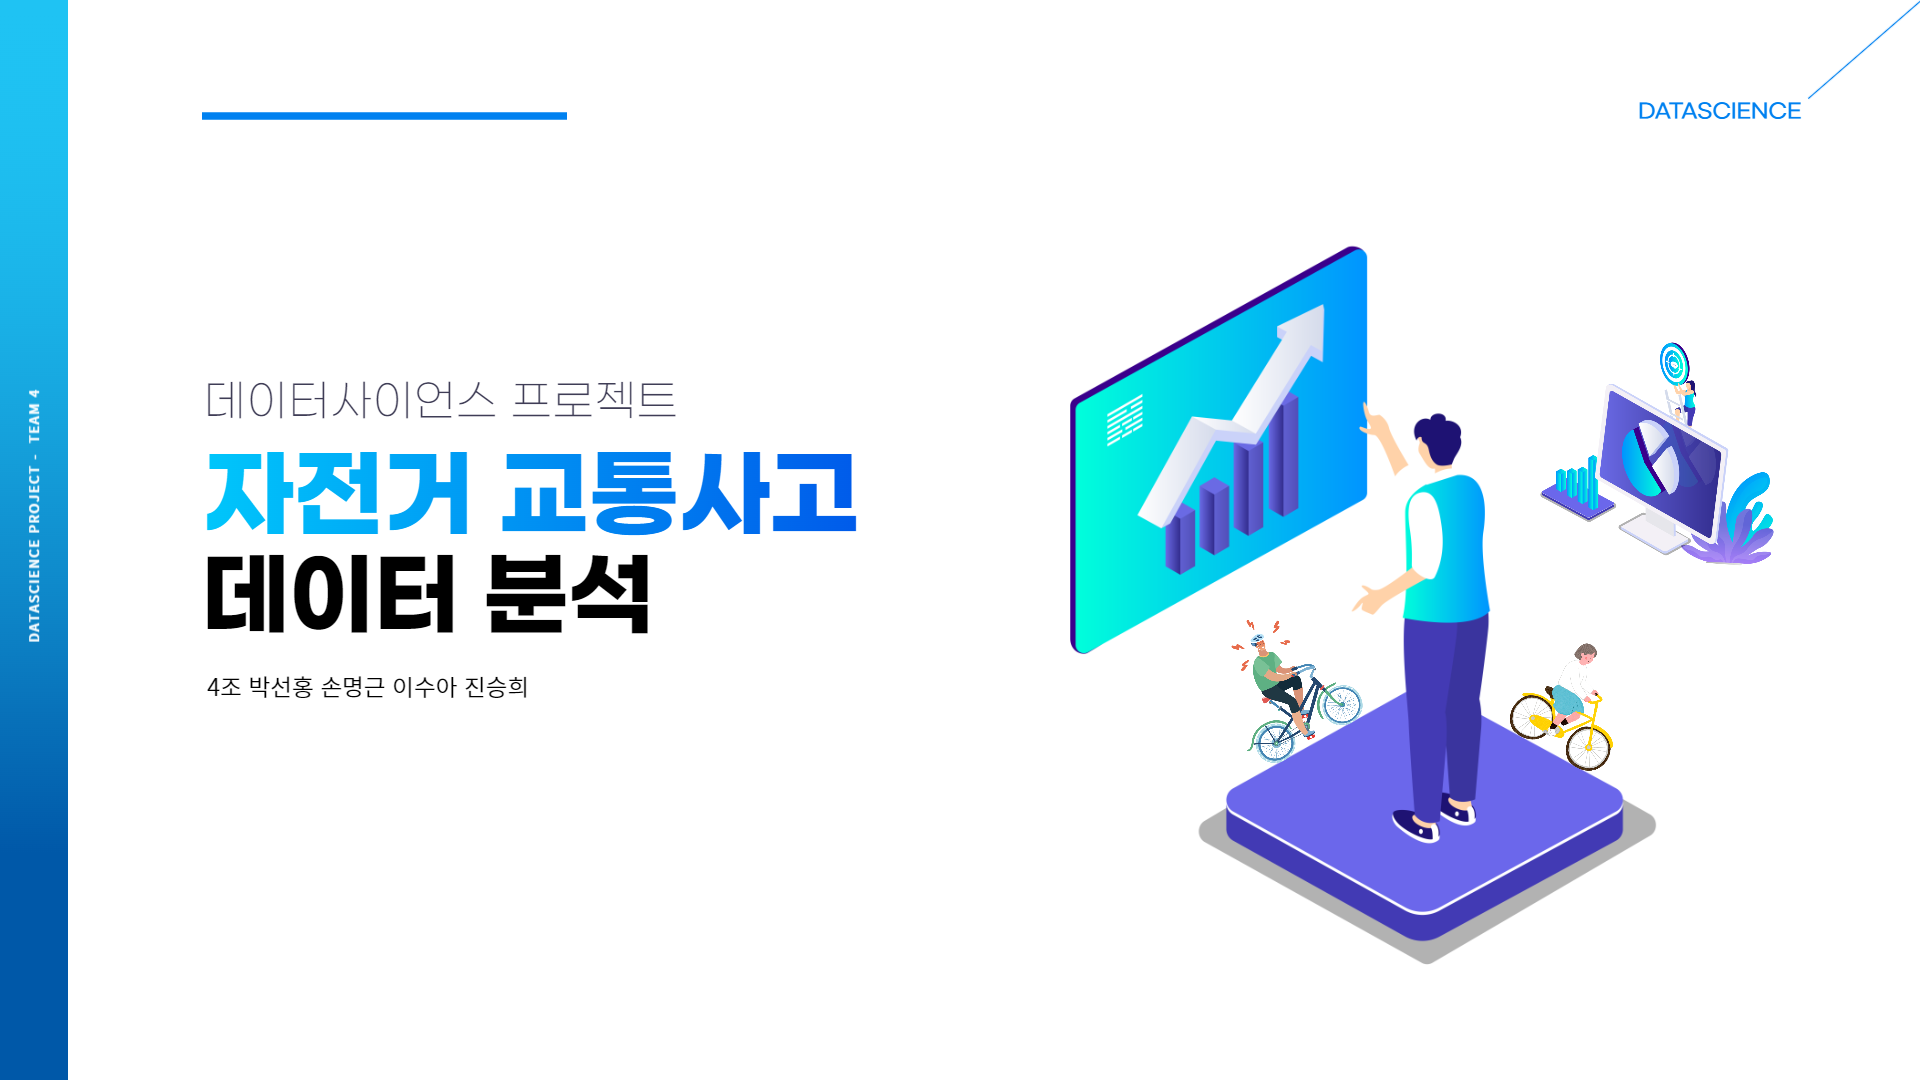 DATASCIENCE
데이터사이언스 프로젝트
자전거 교통사고
데이터 분석
4조 박선홍 손명근 이수아 진승희
DATASCIENCE PROJECT - TEAM 4